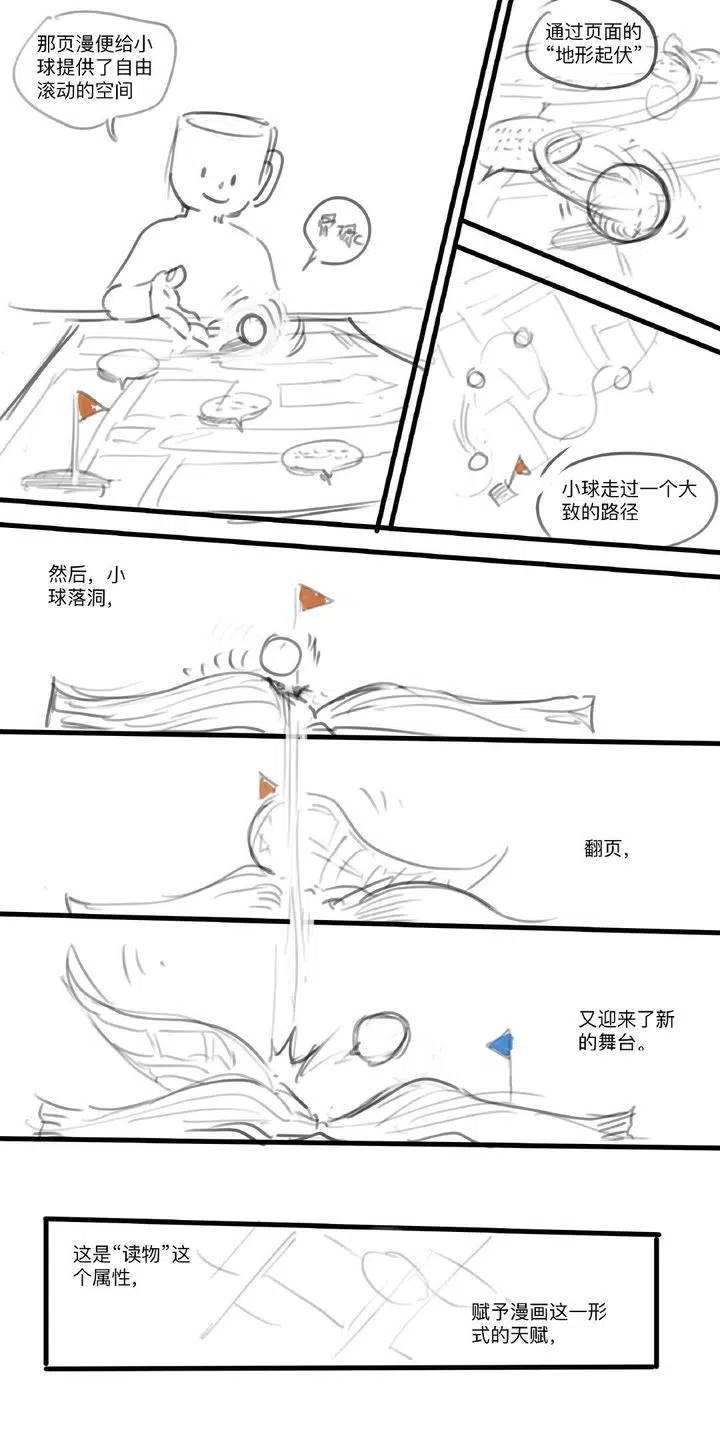 那页漫便给小
球提供了自由
滚动的空间
通过页面的
“地形起伏”
小球走过一个大
致的路径
然后，小
球落洞，
翻页，
又迎来了新
的舞台。
这是“读物”这
个属性，
赋予漫画这一形
式的天赋，